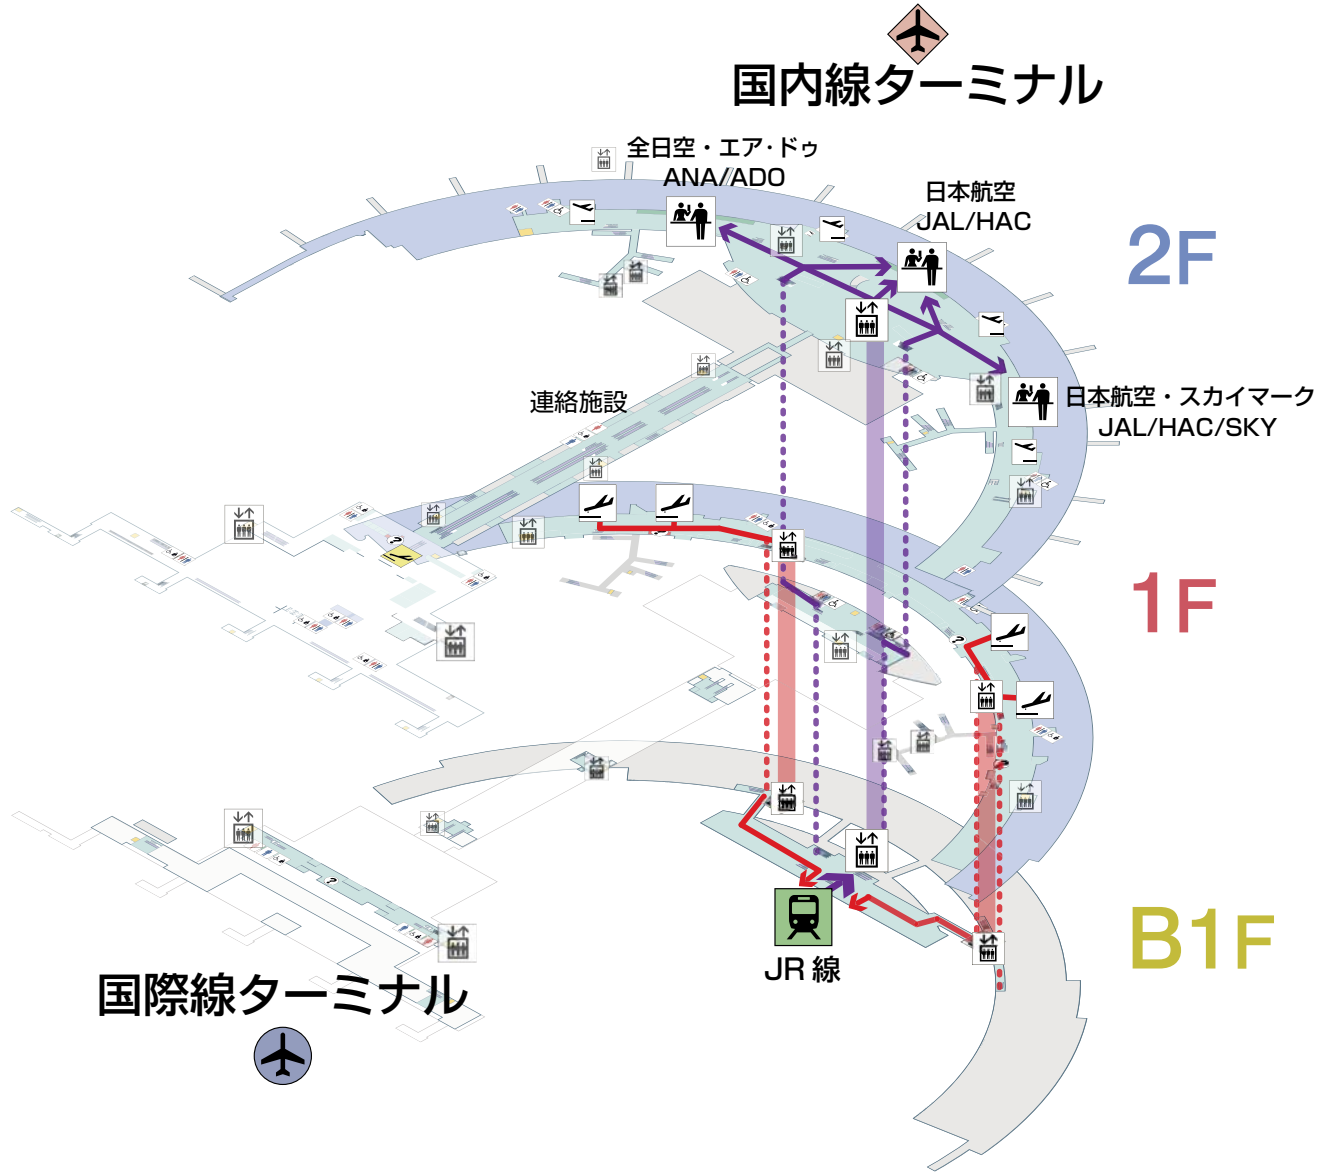 国内線ターミナル
全日空・エア・ドゥ
ANA/ADO
日本航空
JAL/HAC
2F
連絡施設
日本航空・スカイマーク
JAL/HAC/SKY
?
1F
?
?
B1F
JR 線
国際線ターミナル